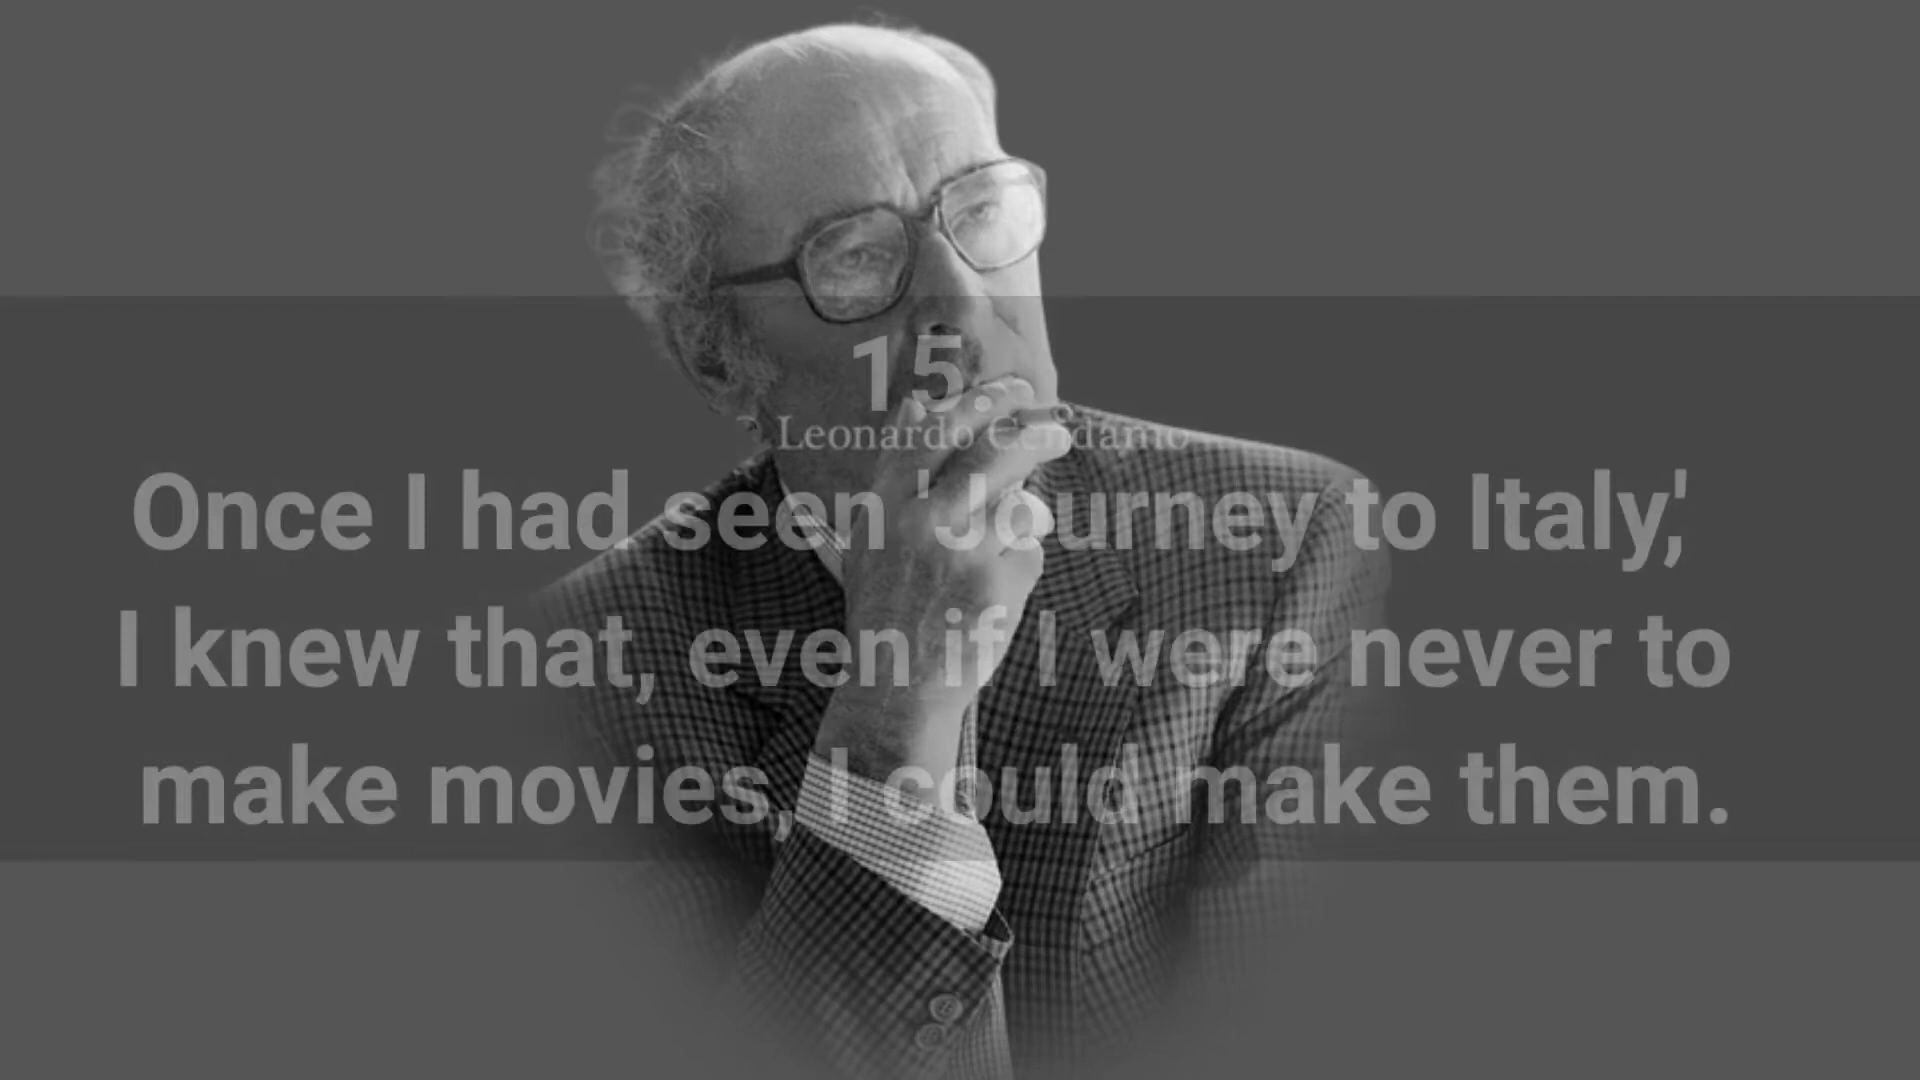 15.
© Leonardo Cendamo
Once I had seen 'Journey to Italy,'
I knew that, even if I were never to
make movies, I could make them.